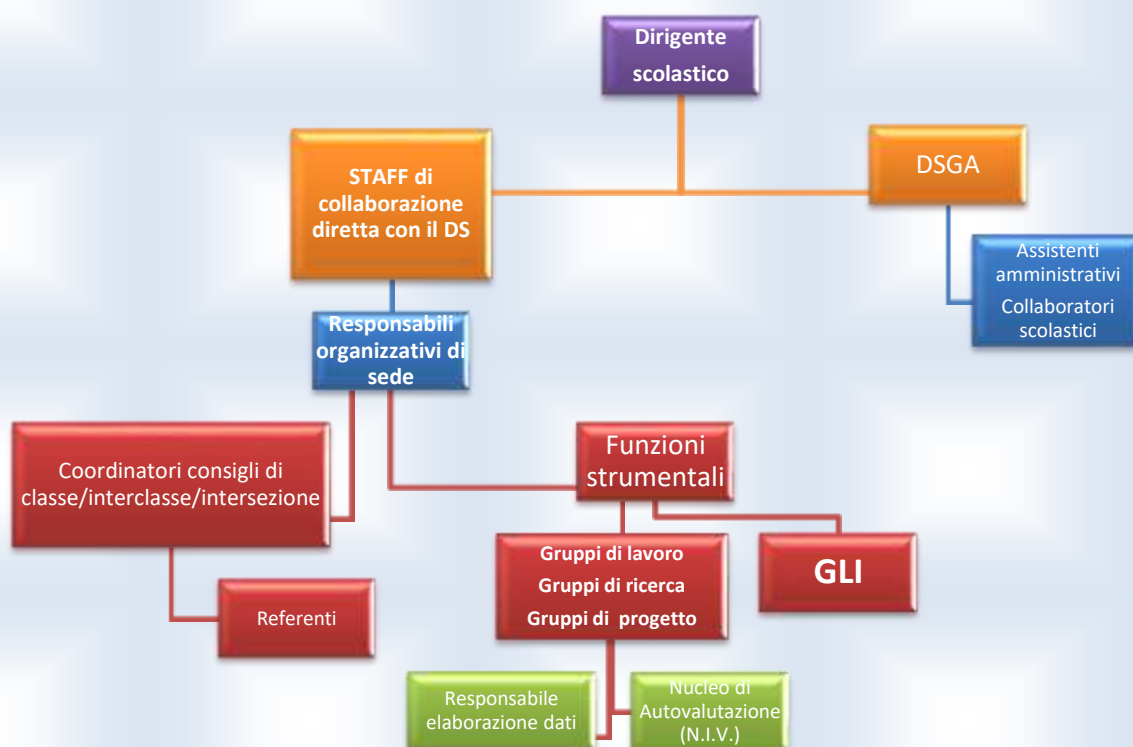 Dirigente
scolastico
STAFF di
collaborazione
diretta con il DS
DSGA
Assistenti
amministrativi
Collaboratori
scolastici
Responsabili
organizzativi di
sede
Coordinatori consigli di
classe/interclasse/intersezione
Funzioni
strumentali
Gruppi di lavoro
Gruppi di ricerca
Gruppi di progetto
GLI
Referenti
Responsabile
elaborazione dati
Nucleo di
Autovalutazione
(N.I.V.)